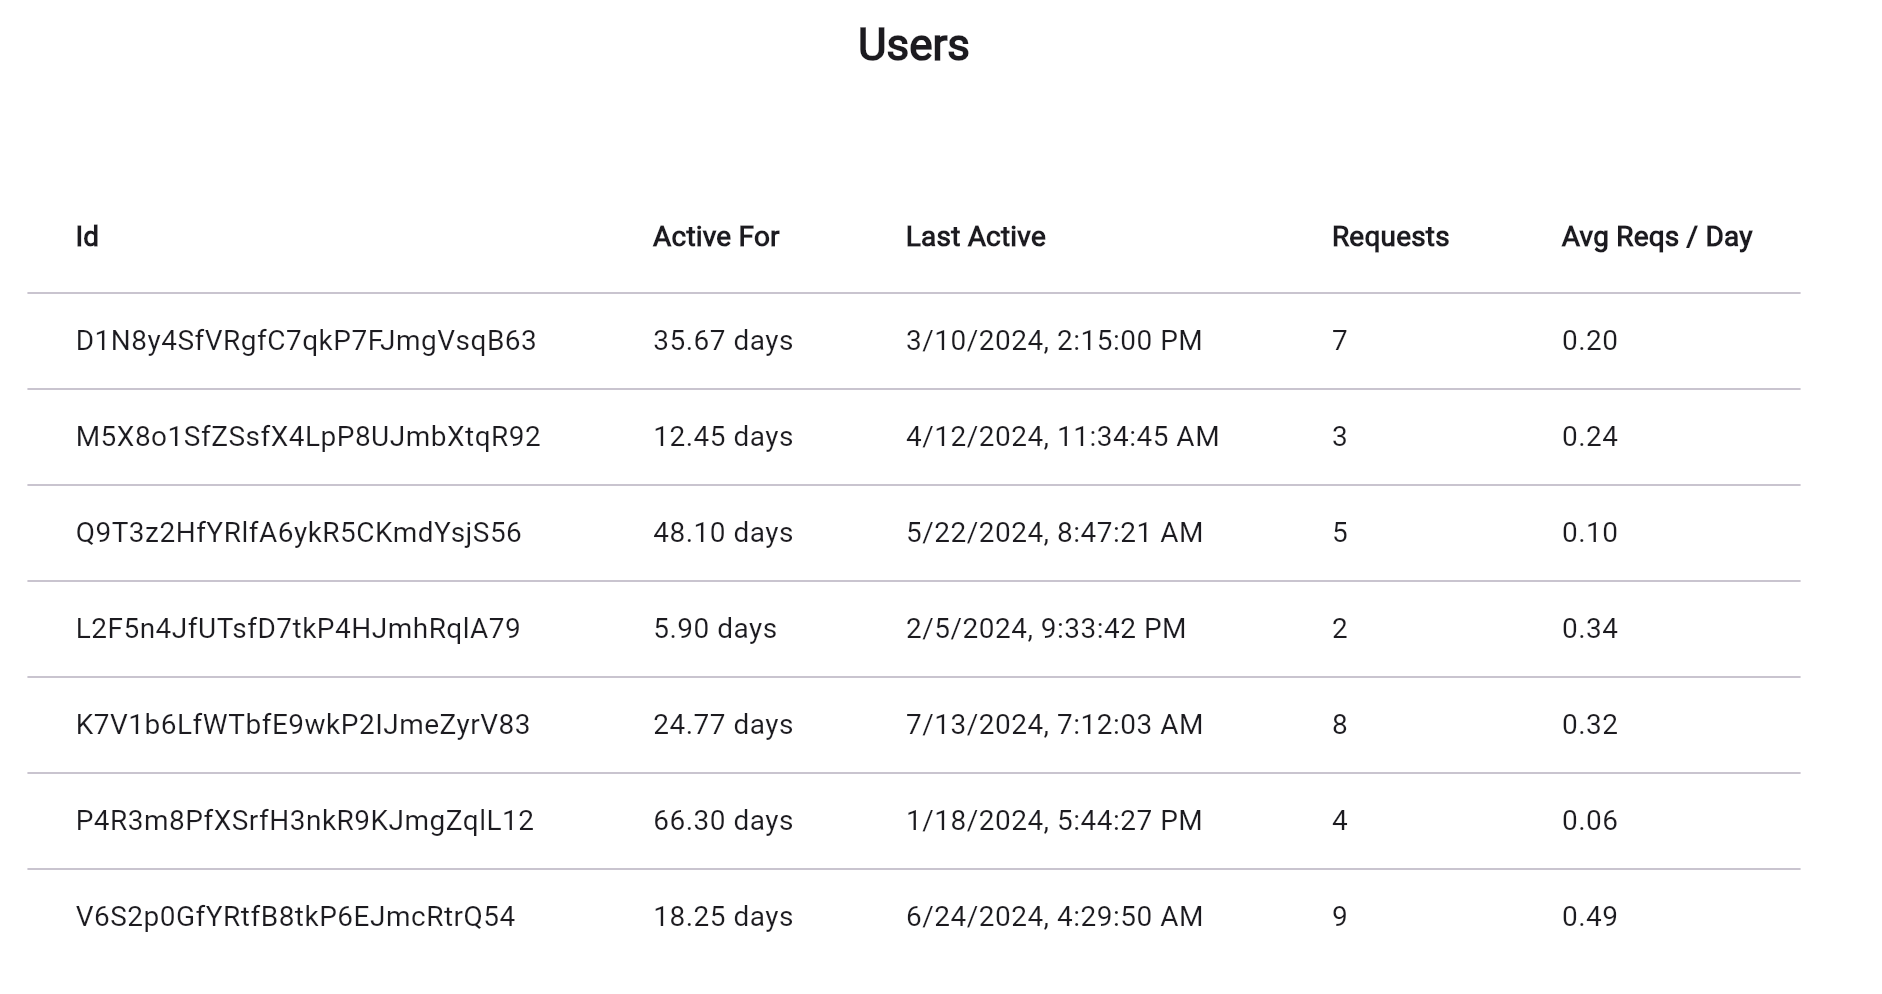 Users
Id Active For Last Active Requests Avg Reqs / Day
D1N8y4SfVRgfC7qkP7FJmgVsqB63 35.67 days 3/10/2024, 2:15:00 PM 7 0.20
M5X8o1SfZSsfX4LpP8UJmbXtqR92 12.45 days 4/12/2024, 11:34:45 AM 3 0.24
Q9T3z2HfYRlfA6ykR5CKmdYsjS56 48.10 days 5/22/2024, 8:47:21 AM 5 0.10
L2F5n4JfUTsfD7tkP4HJmhRqlA79 5.90 days 2/5/2024, 9:33:42 PM 2 0.34
K7V1b6LfWTbfE9wkP2IJmeZyrV83 24.77 days 7/13/2024, 7:12:03 AM 8 0.32
P4R3m8PfXSrfH3nkR9KJmgZqlL12 66.30 days 1/18/2024, 5:44:27 PM 4 0.06
V6S2p0GfYRtfB8tkP6EJmcRtrQ54 18.25 days 6/24/2024, 4:29:50 AM 9 0.49